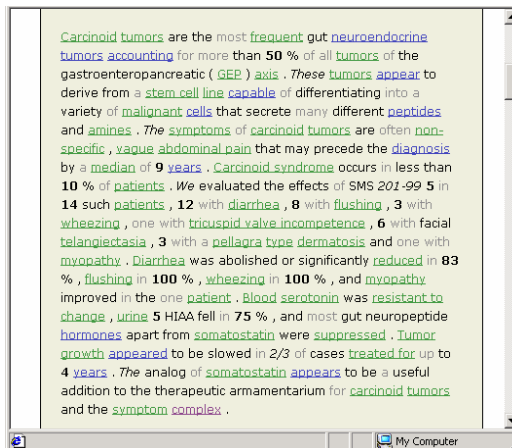 Carcinoid tumors are the most frequent gut neuroendocrine
tumors accounting for more than 50 % of all tumors of the
gastroenteropancreatic ( GEP ) axis . These tumors appear to
derive from a stem cell line capable of differentiating into a
variety of malignant cells that secrete many different peptides
and amines . The symptoms of carcinoid tumors are often non-
specific , vague abdominal pain that may precede the diagnosis
by a median of 9 years . Carcinoid syndrome occurs in less than
10 % of patients . We evaluated the effects of SMS 201-99 5 in
14 such patients , 12 with diarrhea , 8 with flushing , 3 with
wheezing , one with tricuspid valve incompetence , 6 with facial
telangiectasia , 3 with a pellagra type dermatosis and one with
myopathy . Diarrhea was abolished or significantly reduced in 83
% , flushing in 100 % , wheezing in 100 % , and myopathy
improved in the one patient . Blood serotonin was resistant to
change , urine 5 HIAA fell in 75 % , and most gut neuropeptide
hormones apart from somatostatin were suppressed . Tumor
growth appeared to be slowed in 2/3 of cases treated for up to
4 years . The analog of somatostatin appears to be a useful
addition to the therapeutic armamentarium for carcinoid tumors
and the symptom complex .
My Computer